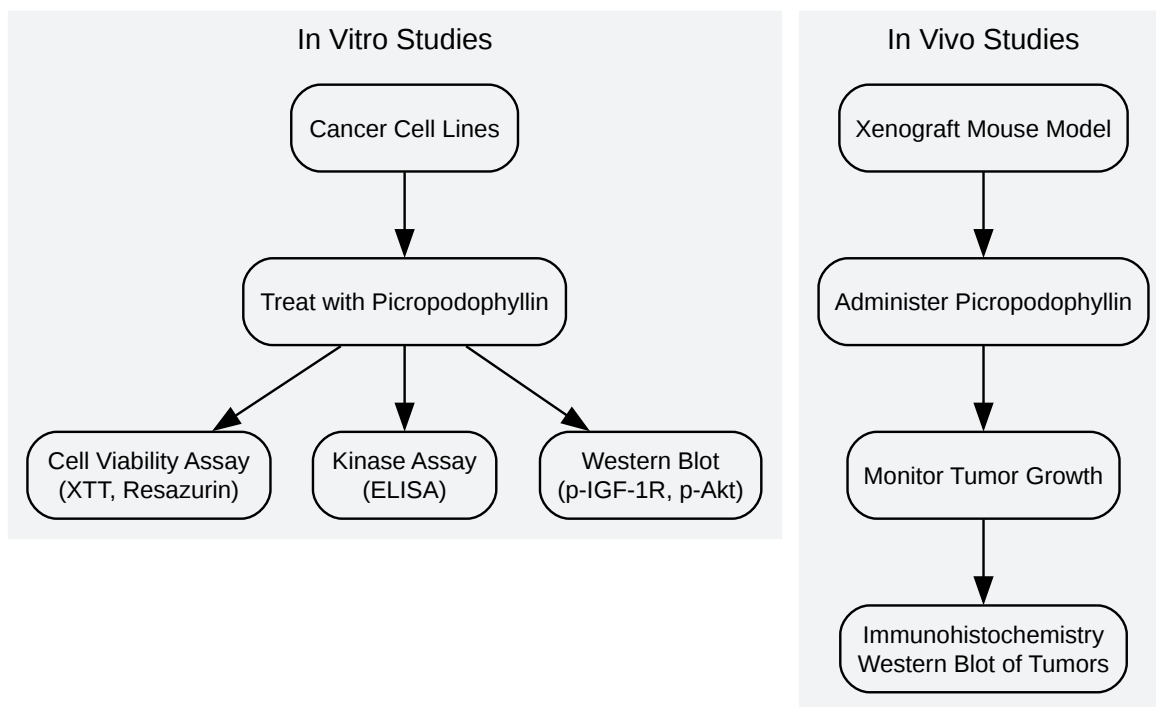 In Vitro Studies
Cancer Cell Lines
Treat with Picropodophyllin
Cell Viability Assay
(XTT, Resazurin)
Kinase Assay
(ELISA)
Western Blot
(p-IGF-1R, p-Akt)
In Vivo Studies
Xenograft Mouse Model
Administer Picropodophyllin
Monitor Tumor Growth
Immunohistochemistry
Western Blot of Tumors